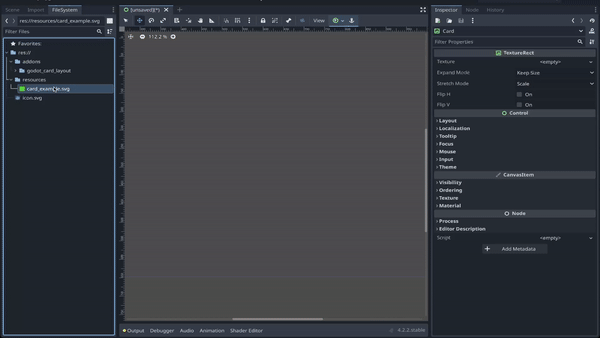 Scene Import FileSystem
res://resources/card_example.svg
Filter Files
Favorites:
res://
addons
godot_card_layout
resources
card_example.svg
icon.svg
[unsaved](*)
View
112.2 %
Output Debugger Audio Animation Shader Editor
4.2.2.stable
Inspector Node History
Card
Filter Properties
TextureRect
Texture <empty>
Expand Mode Keep Size
Stretch Mode Scale
Flip H On
Flip V On
Control
Layout
Localization
Tooltip
Focus
Mouse
Input
Theme
CanvasItem
Visibility
Ordering
Texture
Material
Node
Process
Editor Description
Script <empty>
Add Metadata